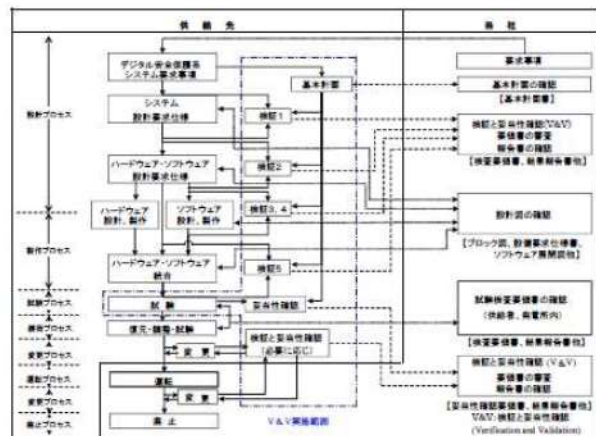 供給先
当社
デジタル安全保護系
システム要求事項
要求事項
基本計画
基本計画の確認
【基本計画書】
設計プロセス
システム
設計要求仕様
検証1
検証と妥当性確認(V&V)
要領書の審査
報告書の確認
【検査要領書、結果報告書他】
ハードウェア・ソフトウェア
設計要求仕様
検証2
ハードウェア
設計、製作
ソフトウェア
設計、製作
検証3, 4
設計図の確認
【ブロック図、設備要求仕様書、
ソフトウェア展開図他】
製作プロセス
ハードウェア・ソフトウェア
統合
検証5
試験プロセス
試験
妥当性確認
試験検査要領書の確認
(供給者、発電所内)
【検査要領書、結果報告書他】
復元・調整・試験
変更プロセス
変更
検証と妥当性確認
(必要に応じ)
検証と妥当性確認 (V&V)
要領書の審査
報告書の確認
【妥当性確認要領書、結果報告書他】
運転プロセス
運転
変更プロセス
変更
廃止プロセス
廃止
V&V実施範囲
V&V:検証と妥当性確認
(Verification and Validation)